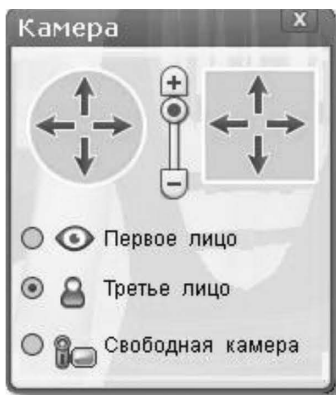 Камера
X
+
−
Первое лицо
Третье лицо
Свободная камера